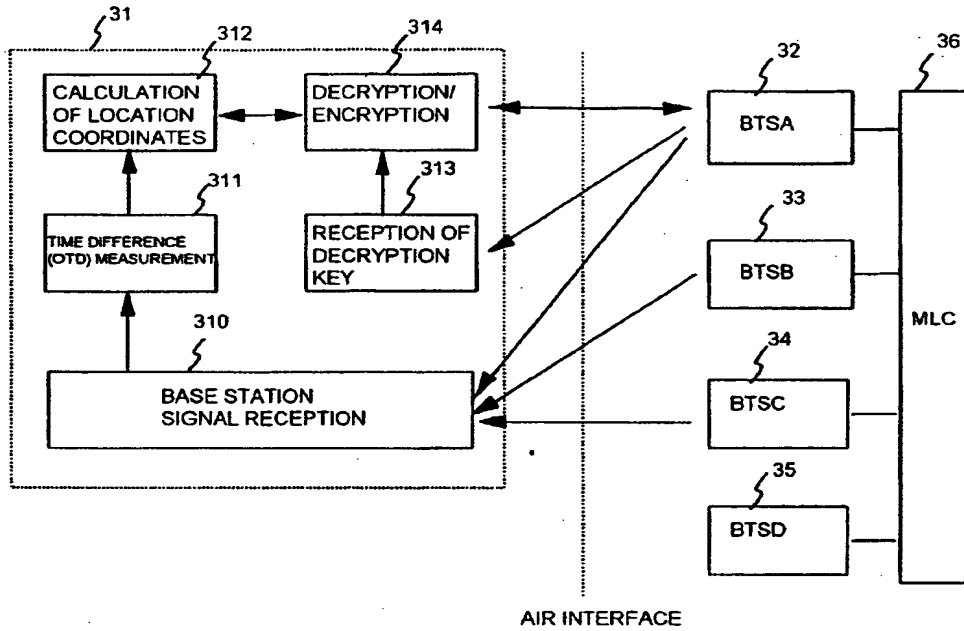 31
312
314
32
36
CALCULATION
OF LOCATION
COORDINATES
DECRYPTION/
ENCRYPTION
BTSA
311
313
33
TIME DIFFERENCE
(OTD) MEASUREMENT
RECEPTION OF
DECRYPTION
KEY
BTSB
MLC
310
34
BASE STATION
SIGNAL RECEPTION
BTSC
35
BTSD
AIR INTERFACE